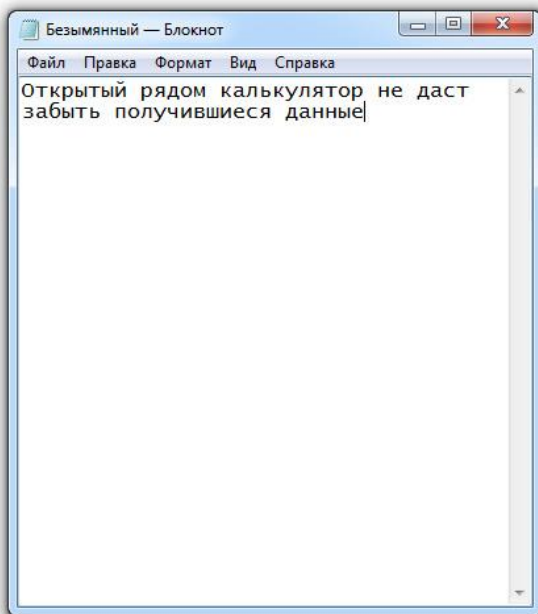 Безымянный — Блокнот
Файл Правка Формат Вид Справка
Открытый рядом калькулятор не даст
забыть получившиеся данные